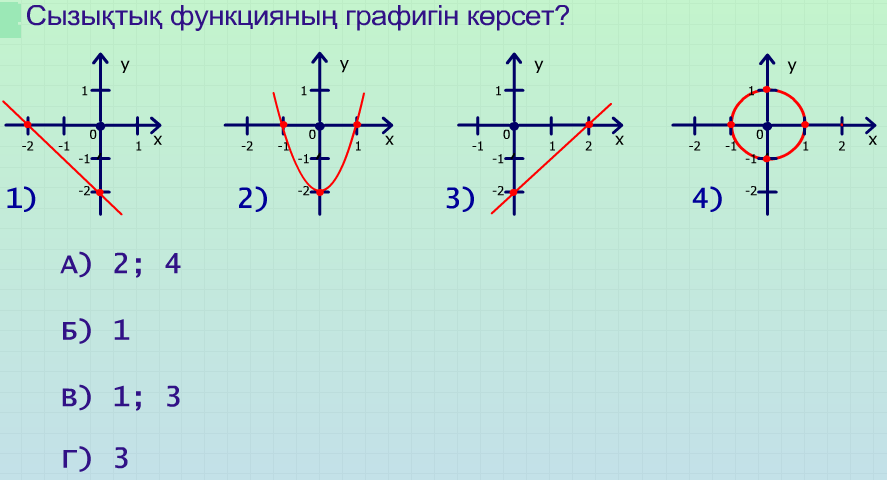 Сызықтық функцияның графигін көрсет?
y y y y
1 1 1 1
0 x 0 x 0 x 0 x
-2 -1 1 -2 -1 1 -1 1 2 -2 -1 1 2
-1 -1 -1 -1
-2 -2 -2 -2
1) 2) 3) 4)
А) 2; 4
Б) 1
В) 1; 3
Г) 3